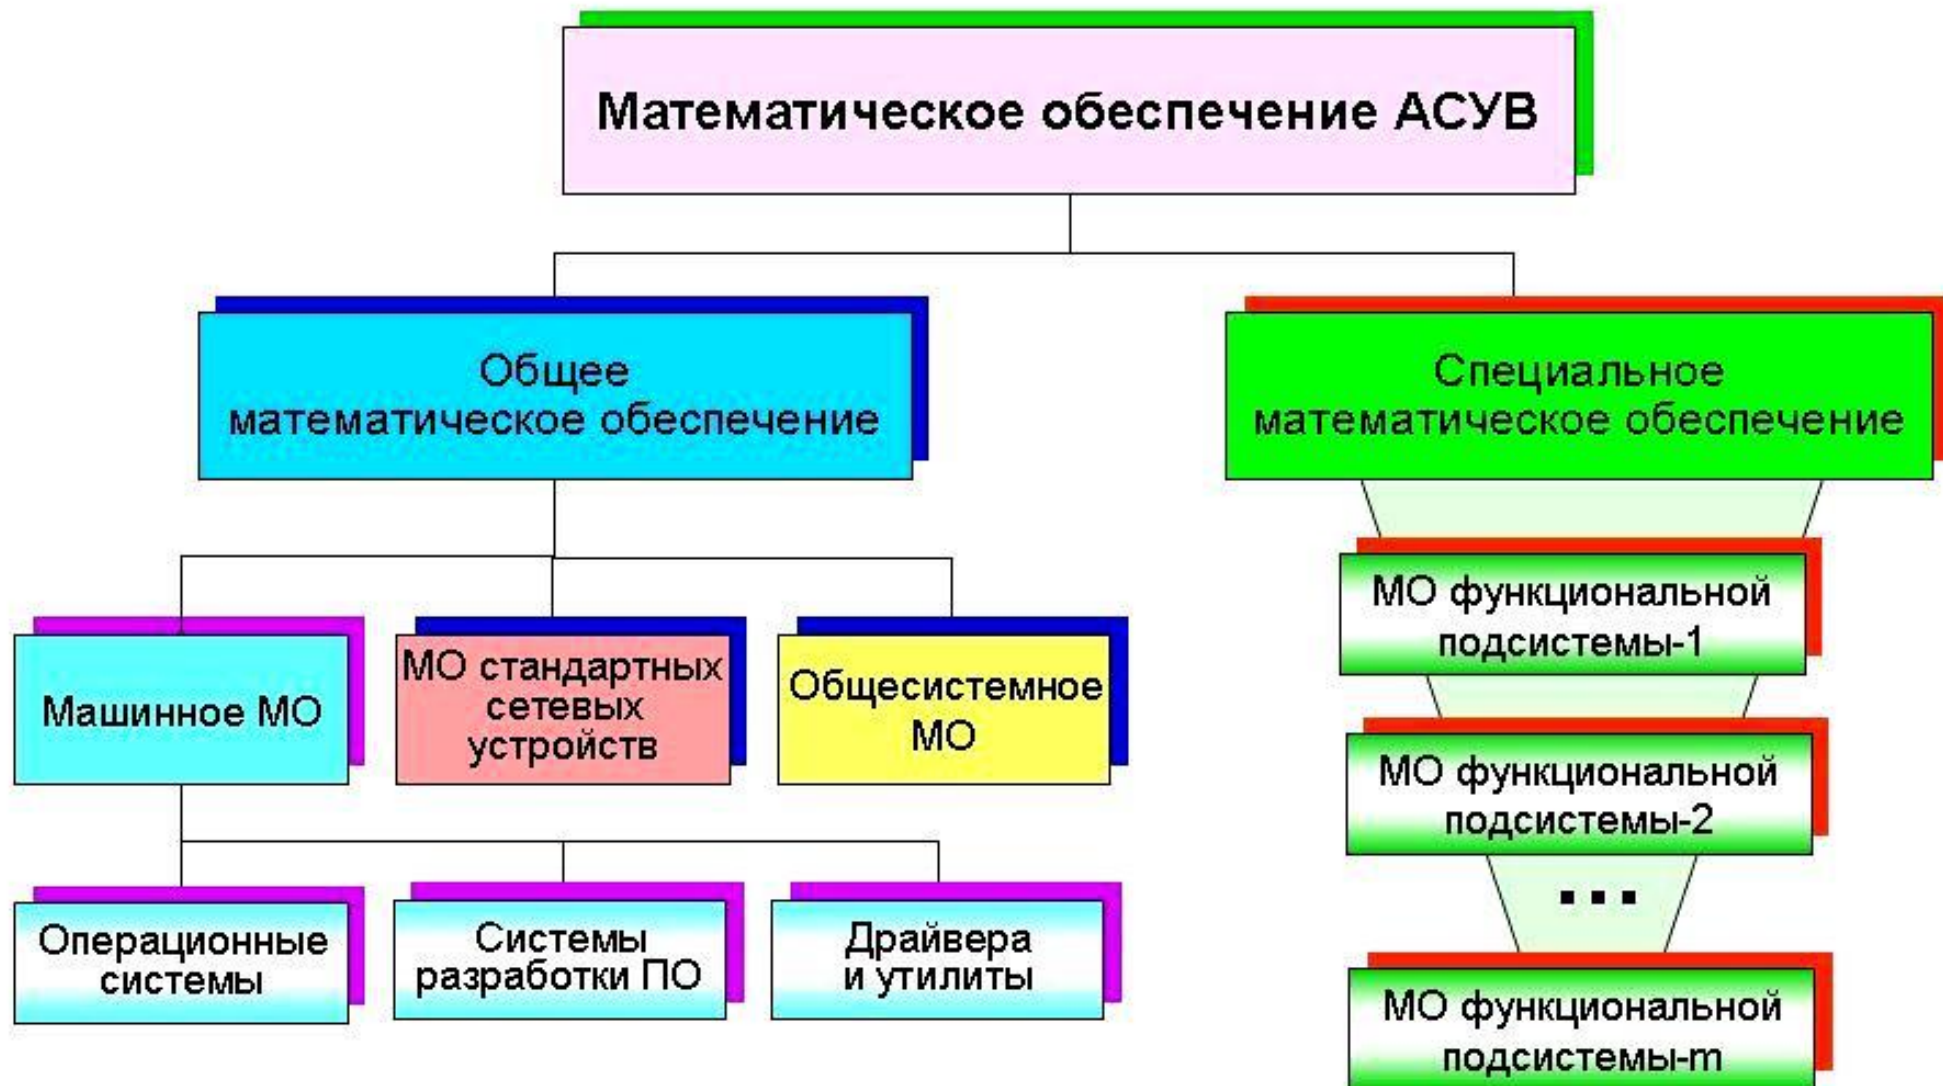 Математическое обеспечение АСУВ
Общее
математическое обеспечение
Специальное
математическое обеспечение
Машинное МО
МО стандартных
сетевых
устройств
Общесистемное
МО
Операционные
системы
Системы
разработки ПО
Драйвера
и утилиты
МО функциональной
подсистемы-1
МО функциональной
подсистемы-2
...
МО функциональной
подсистемы-m